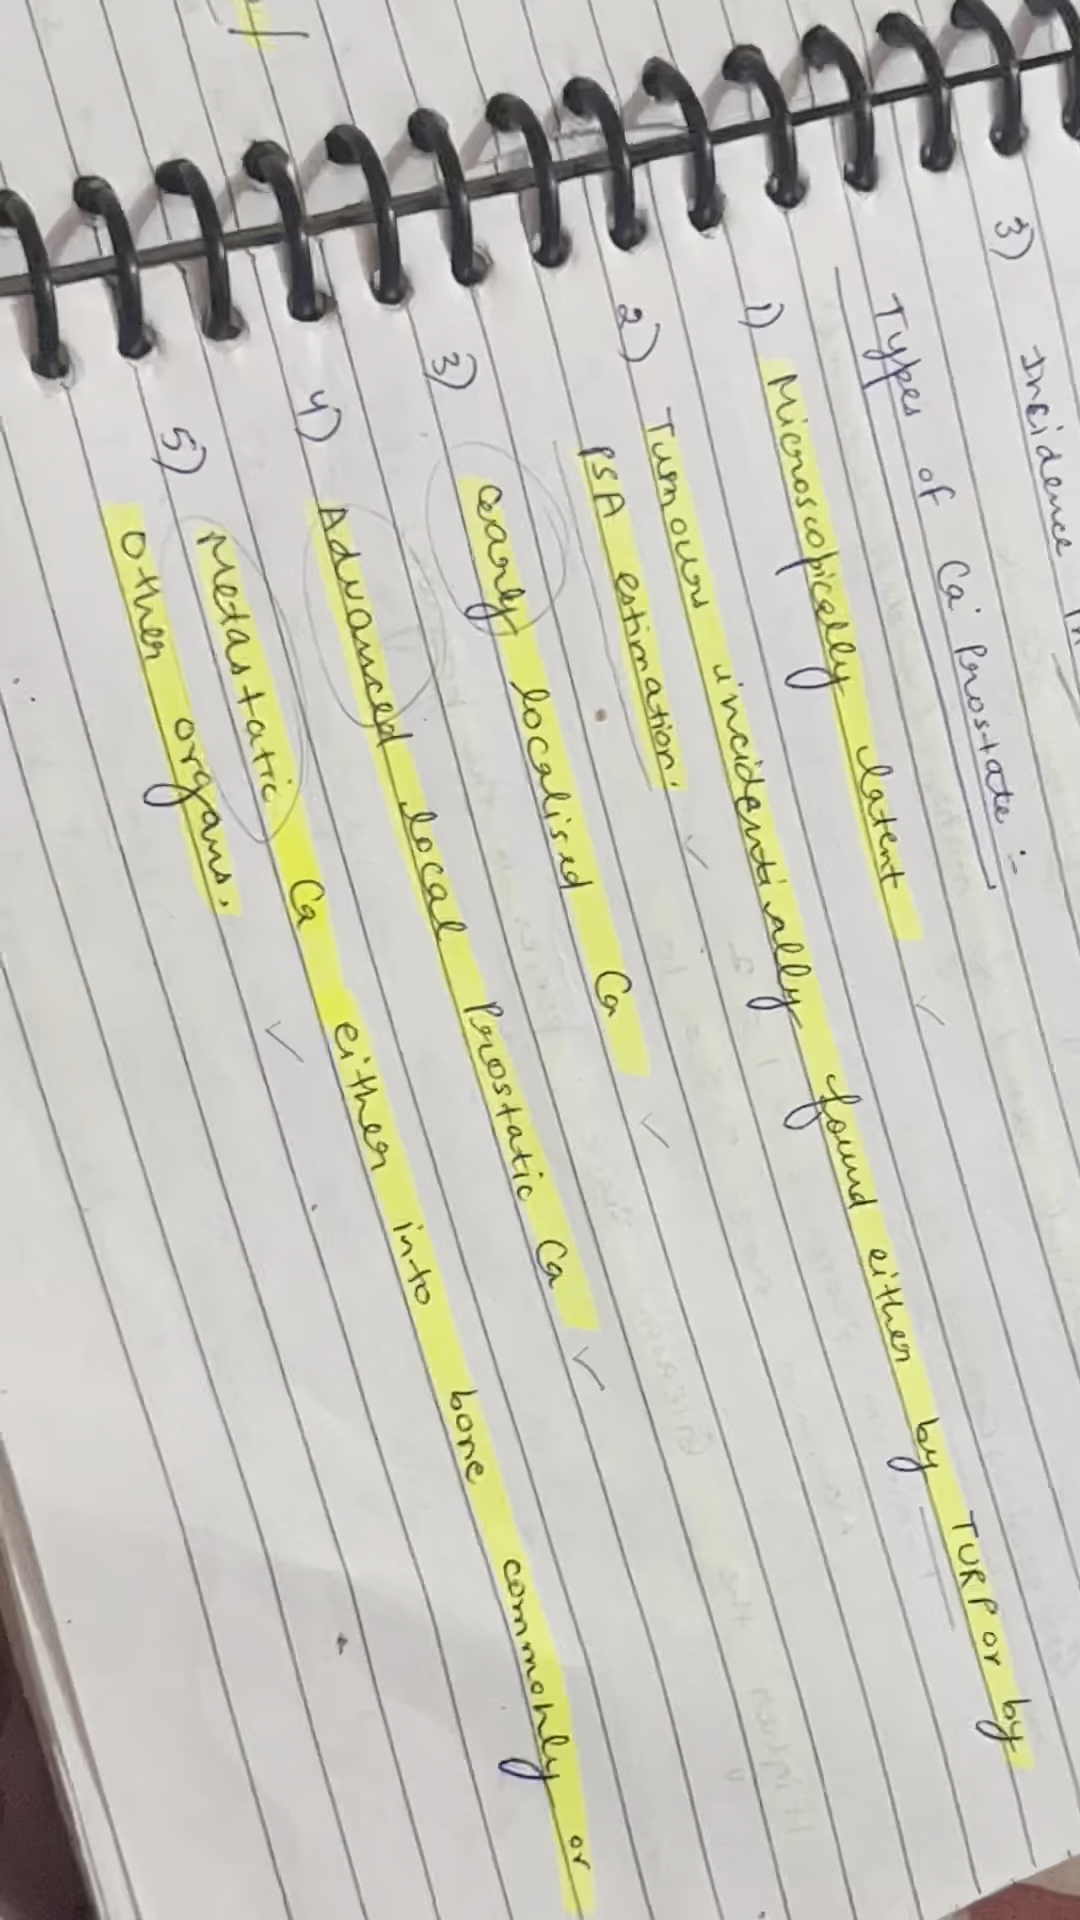 3) Incidence In
Types of Ca Prostate :-
1) Microscopically latent
2) Tumours incidentially found either by TURP or by
PSA estimation.
3) early localised Ca
4) Advanced local Prostatic Ca
5) Metastatic Ca either into bone commonly or
Other organs.